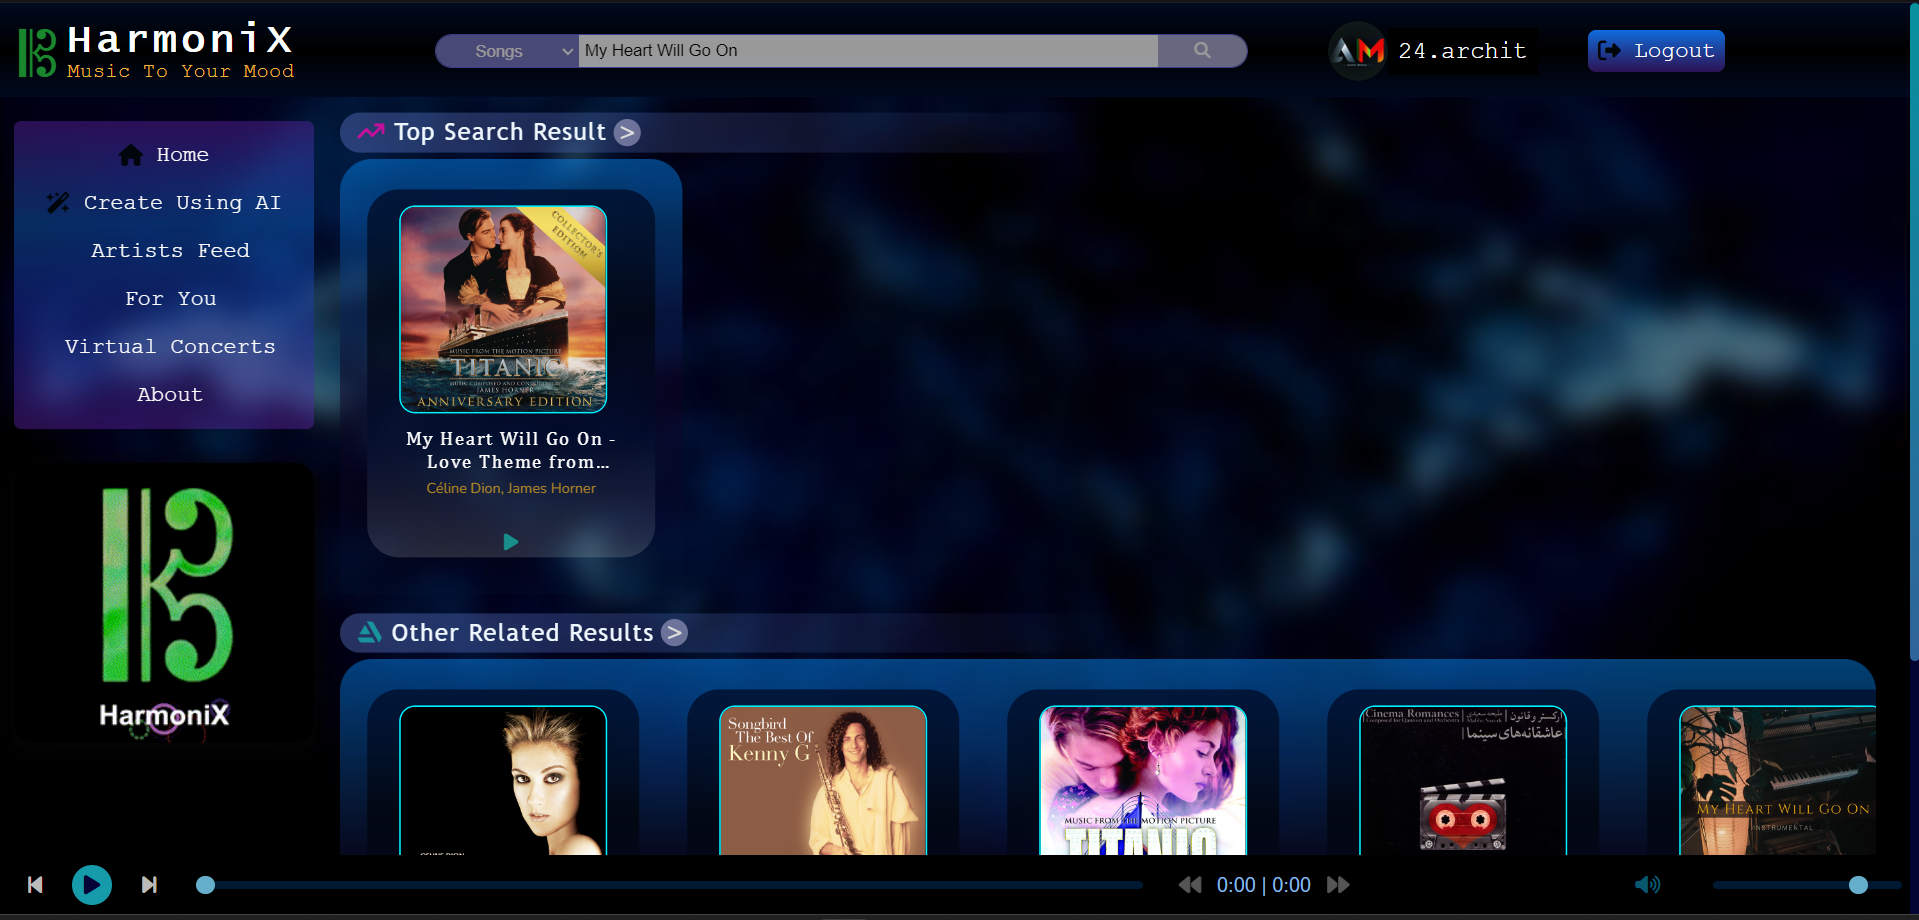 HarmoniX
Music To Your Mood
Songs
My Heart Will Go On
AM
24.archit
Logout
Home
Create Using AI
Artists Feed
For You
Virtual Concerts
About
HarmoniX
Top Search Result >
COLLECTOR'S
EDITION
MUSIC FROM THE MOTION PICTURE
TITANIC
MUSIC COMPOSED AND CONDUCTED BY
JAMES HORNER
ANNIVERSARY EDITION
My Heart Will Go On -
Love Theme from...
Céline Dion, James Horner
Other Related Results >
CELINE DION
Songbird
The Best Of
Kenny G
MUSIC FROM THE MOTION PICTURE
TITANIC
Cinema Romances
عاشقانه‌های سینما
MY HEART WILL GO ON
INSTRUMENTAL
0:00 | 0:00